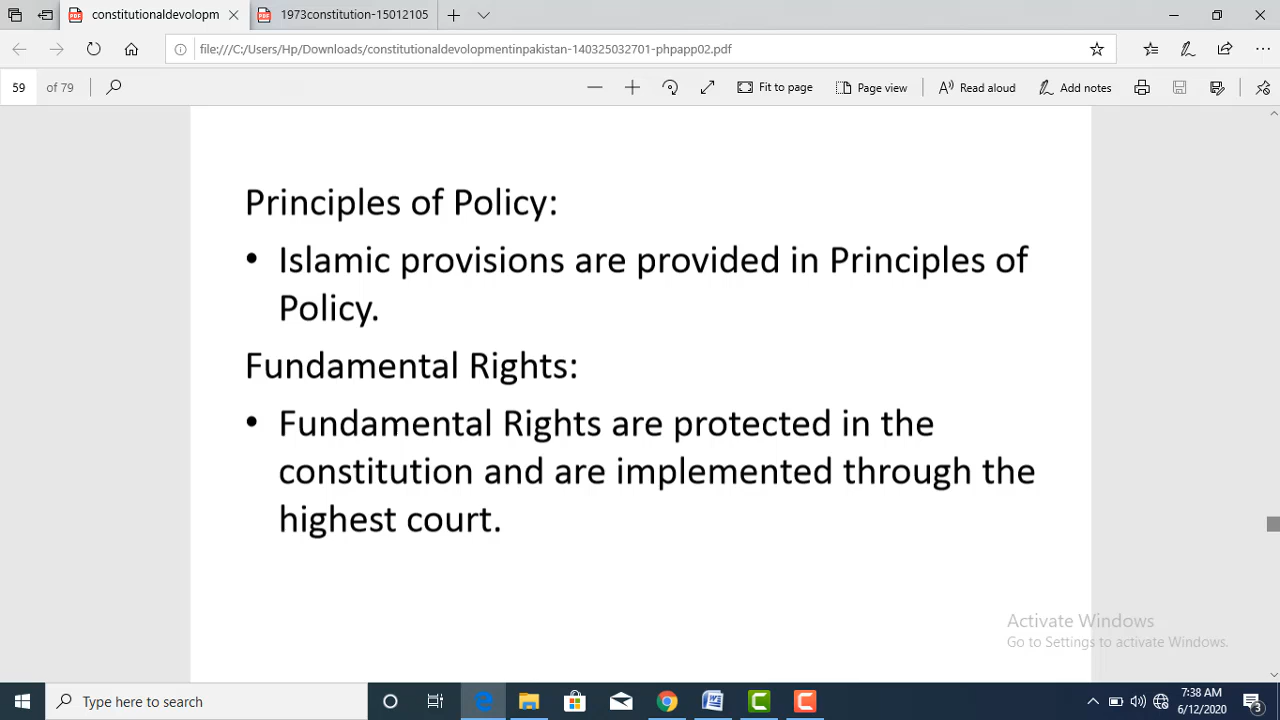 constitutionaldevolopm
1973constitution-15012105
file:///C:/Users/Hp/Downloads/constitutionaldevolopmentinpakistan-140325032701-phpapp02.pdf
59 of 79
Fit to page
Page view
Read aloud
Add notes
Principles of Policy:
• Islamic provisions are provided in Principles of
Policy.
Fundamental Rights:
• Fundamental Rights are protected in the
constitution and are implemented through the
highest court.
Activate Windows
Go to Settings to activate Windows.
Type here to search
7:38 AM
6/12/2020
3